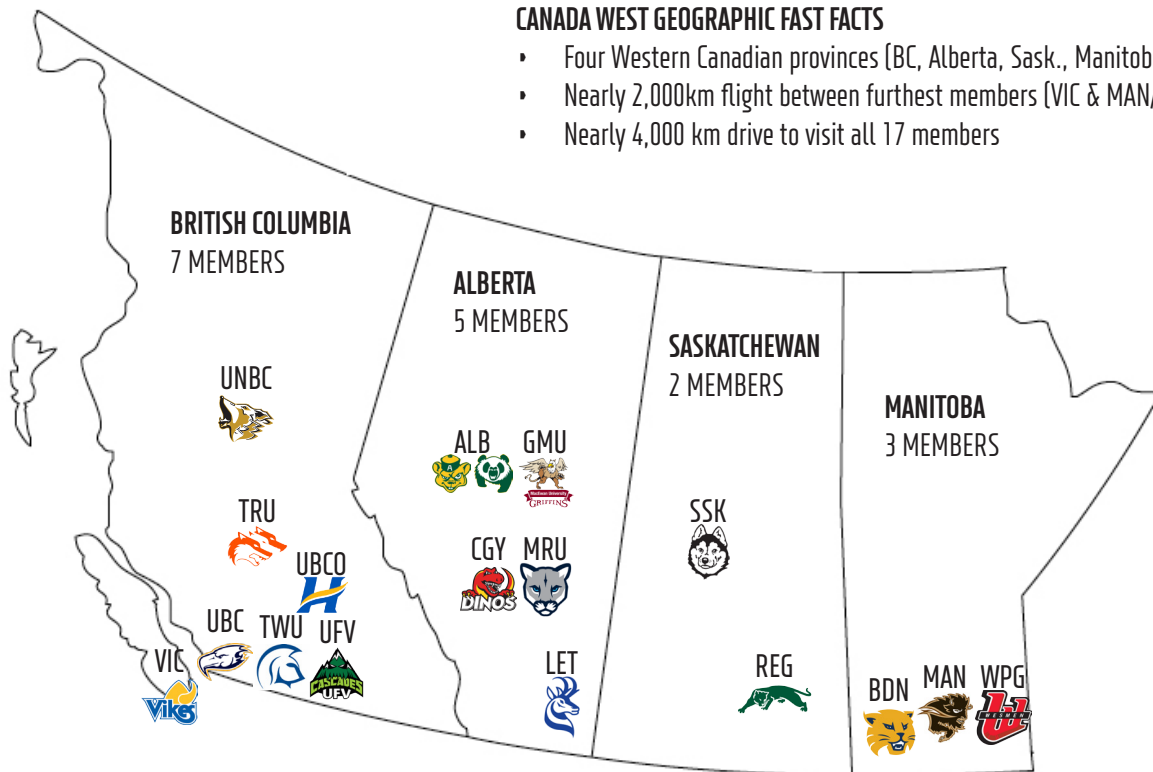 CANADA WEST GEOGRAPHIC FAST FACTS
• Four Western Canadian provinces (BC, Alberta, Sask., Manitob
• Nearly 2,000km flight between furthest members (VIC & MAN/
• Nearly 4,000 km drive to visit all 17 members
BRITISH COLUMBIA
7 MEMBERS
ALBERTA
5 MEMBERS
SASKATCHEWAN
2 MEMBERS
MANITOBA
3 MEMBERS
UNBC
ALB
GMU
A
MacEwan University
GRIFFINS
TRU
SSK
CGY
MRU
DINOS
UBCO
H
UBC
TWU
UFV
CASCADES
UFV
VIC
Vikes
LET
REG
BDN
MAN
WPG
W
WESMEN